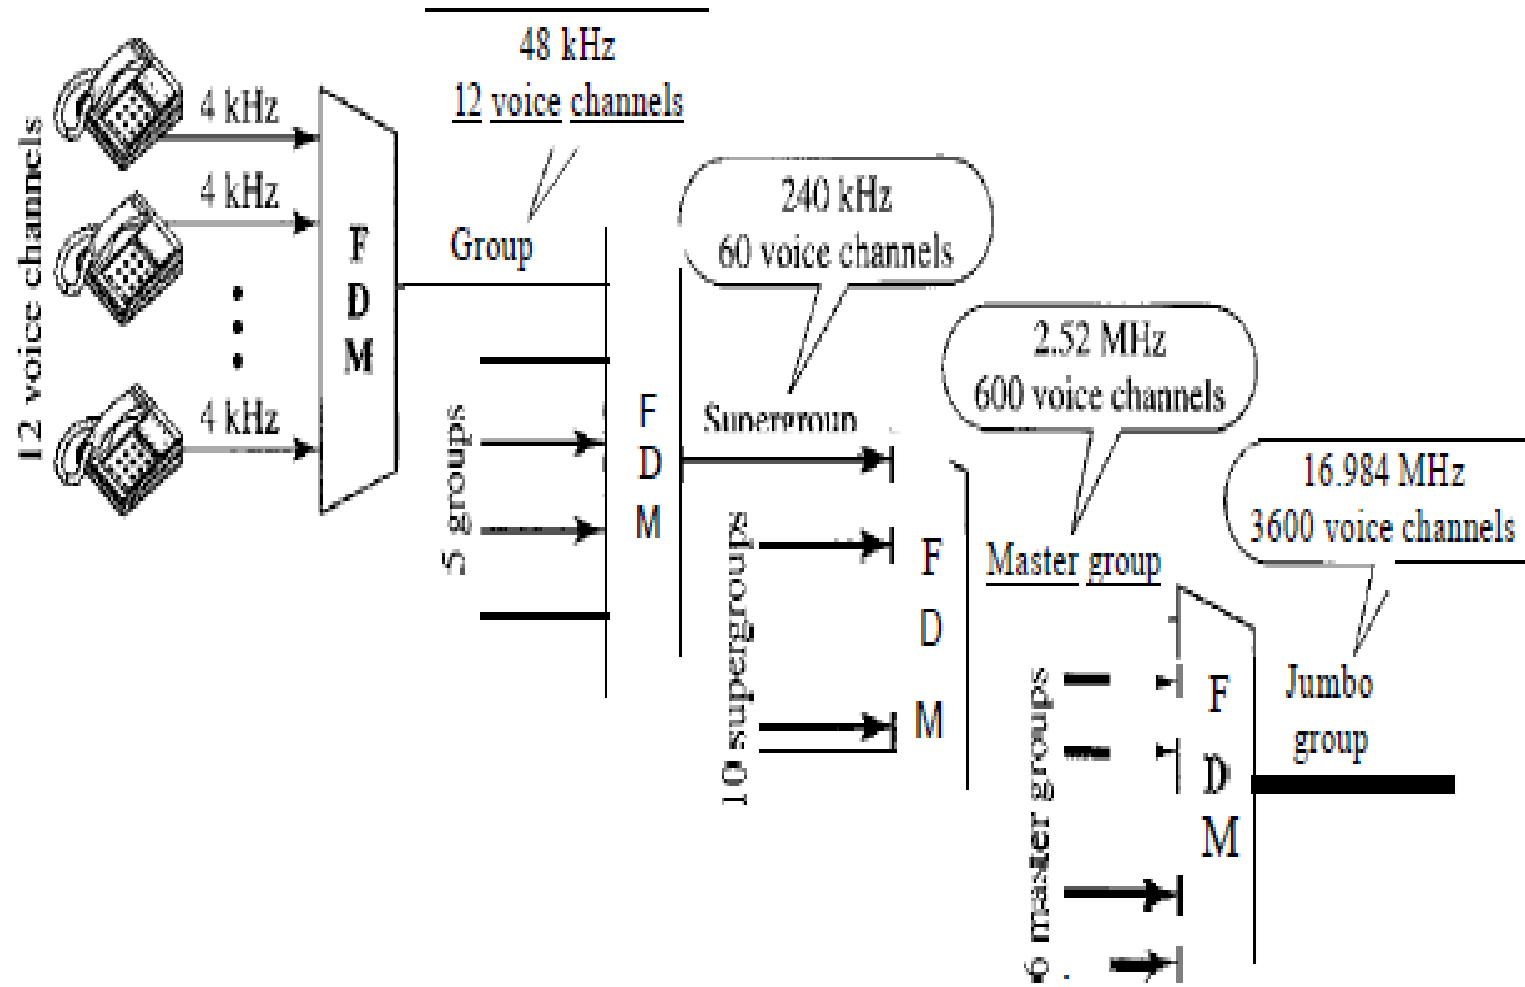 12 voice channels
4 kHz
4 kHz
4 kHz
F
D
M
48 kHz
12 voice channels
Group
5 groups
F
D
M
240 kHz
60 voice channels
Supergroup
10 supergroups
F
D
M
2.52 MHz
600 voice channels
Master group
6 master groups
F
D
M
16.984 MHz
3600 voice channels
Jumbo
group